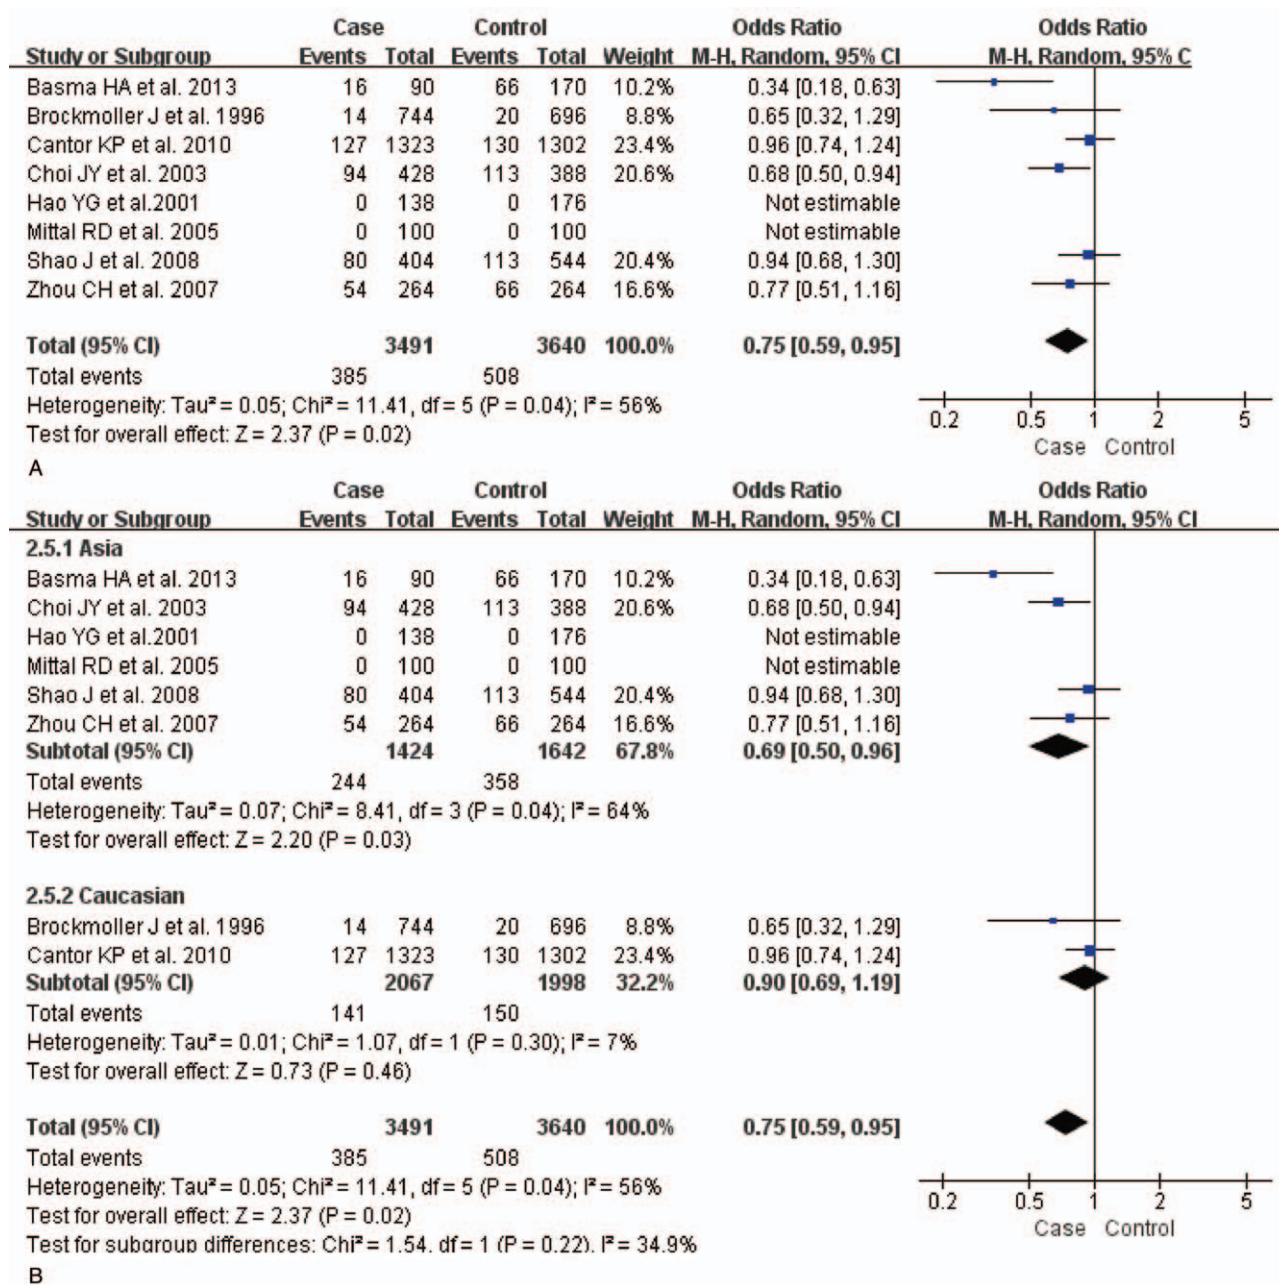 Case Control Odds Ratio Odds Ratio
Study or Subgroup Events Total Events Total Weight M-H, Random, 95% CI M-H, Random, 95% C
Basma HA et al. 2013 16 90 66 170 10.2% 0.34 [0.18, 0.63]
Brockmoller J et al. 1996 14 744 20 696 8.8% 0.65 [0.32, 1.29]
Cantor KP et al. 2010 127 1323 130 1302 23.4% 0.96 [0.74, 1.24]
Choi JY et al. 2003 94 428 113 388 20.6% 0.68 [0.50, 0.94]
Hao YG et al.2001 0 138 0 176 Not estimable
Mittal RD et al. 2005 0 100 0 100 Not estimable
Shao J et al. 2008 80 404 113 544 20.4% 0.94 [0.68, 1.30]
Zhou CH et al. 2007 54 264 66 264 16.6% 0.77 [0.51, 1.16]
Total (95% CI) 3491 3640 100.0% 0.75 [0.59, 0.95]
Total events 385 508
Heterogeneity: Tau² = 0.05; Chi² = 11.41, df = 5 (P = 0.04); I² = 56%
Test for overall effect: Z = 2.37 (P = 0.02)
0.2 0.5 1 2 5
Case Control
A
Case Control Odds Ratio Odds Ratio
Study or Subgroup Events Total Events Total Weight M-H, Random, 95% CI M-H, Random, 95% CI
2.5.1 Asia
Basma HA et al. 2013 16 90 66 170 10.2% 0.34 [0.18, 0.63]
Choi JY et al. 2003 94 428 113 388 20.6% 0.68 [0.50, 0.94]
Hao YG et al.2001 0 138 0 176 Not estimable
Mittal RD et al. 2005 0 100 0 100 Not estimable
Shao J et al. 2008 80 404 113 544 20.4% 0.94 [0.68, 1.30]
Zhou CH et al. 2007 54 264 66 264 16.6% 0.77 [0.51, 1.16]
Subtotal (95% CI) 1424 1642 67.8% 0.69 [0.50, 0.96]
Total events 244 358
Heterogeneity: Tau² = 0.07; Chi² = 8.41, df = 3 (P = 0.04); I² = 64%
Test for overall effect: Z = 2.20 (P = 0.03)
2.5.2 Caucasian
Brockmoller J et al. 1996 14 744 20 696 8.8% 0.65 [0.32, 1.29]
Cantor KP et al. 2010 127 1323 130 1302 23.4% 0.96 [0.74, 1.24]
Subtotal (95% CI) 2067 1998 32.2% 0.90 [0.69, 1.19]
Total events 141 150
Heterogeneity: Tau² = 0.01; Chi² = 1.07, df = 1 (P = 0.30); I² = 7%
Test for overall effect: Z = 0.73 (P = 0.46)
Total (95% CI) 3491 3640 100.0% 0.75 [0.59, 0.95]
Total events 385 508
Heterogeneity: Tau² = 0.05; Chi² = 11.41, df = 5 (P = 0.04); I² = 56%
Test for overall effect: Z = 2.37 (P = 0.02)
Test for subgroup differences: Chi² = 1.54, df = 1 (P = 0.22), I² = 34.9%
0.2 0.5 1 2 5
Case Control
B